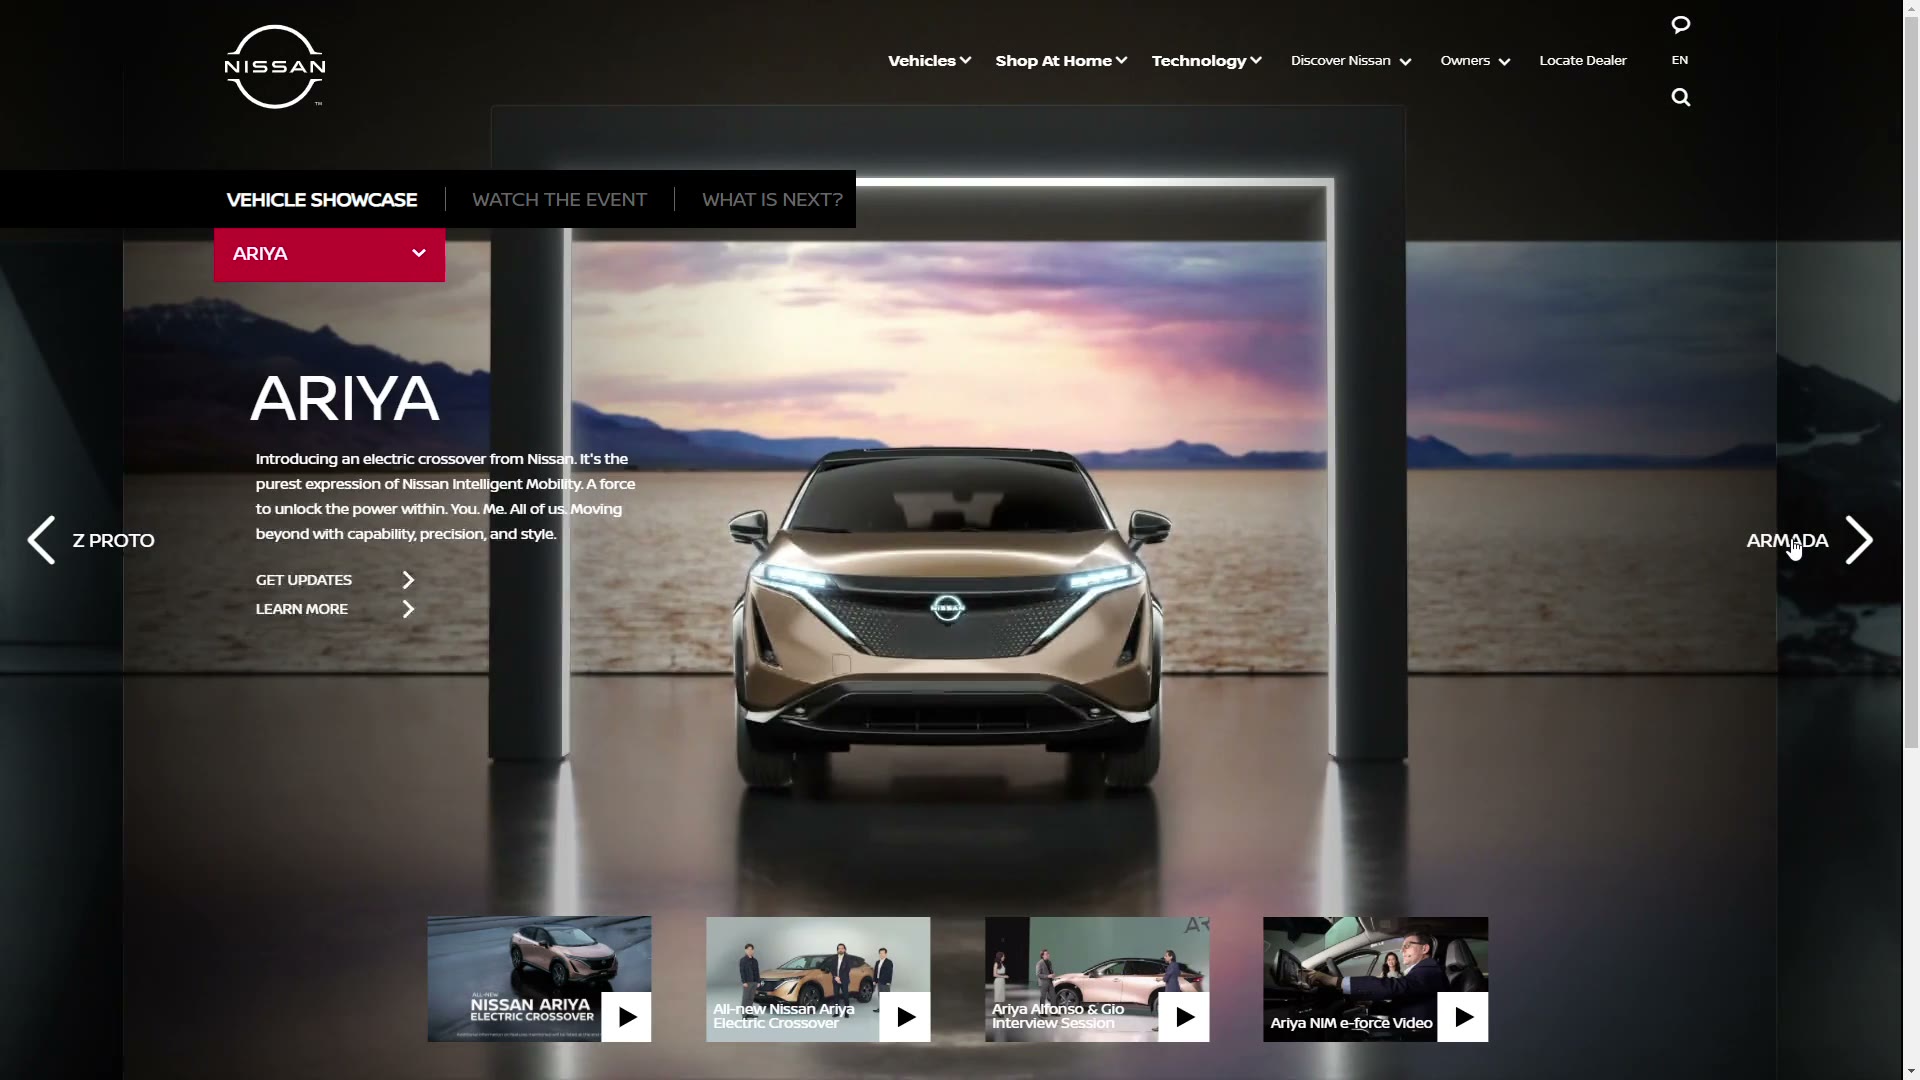 NISSAN
Vehicles
Shop At Home
Technology
Discover Nissan
Owners
Locate Dealer
EN
VEHICLE SHOWCASE
WATCH THE EVENT
WHAT IS NEXT?
ARIYA
ARIYA
Introducing an electric crossover from Nissan. It's the
purest expression of Nissan Intelligent Mobility. A force
to unlock the power within. You. Me. All of us. Moving
beyond with capability, precision, and style.
Z PROTO
ARMADA
GET UPDATES
LEARN MORE
NISSAN
ALL-NEW
NISSAN ARIYA
ELECTRIC CROSSOVER
All-new Nissan Ariya
Electric Crossover
AR
Ariya Alfonso & Gio
Interview Session
Ariya NIM e-force Video